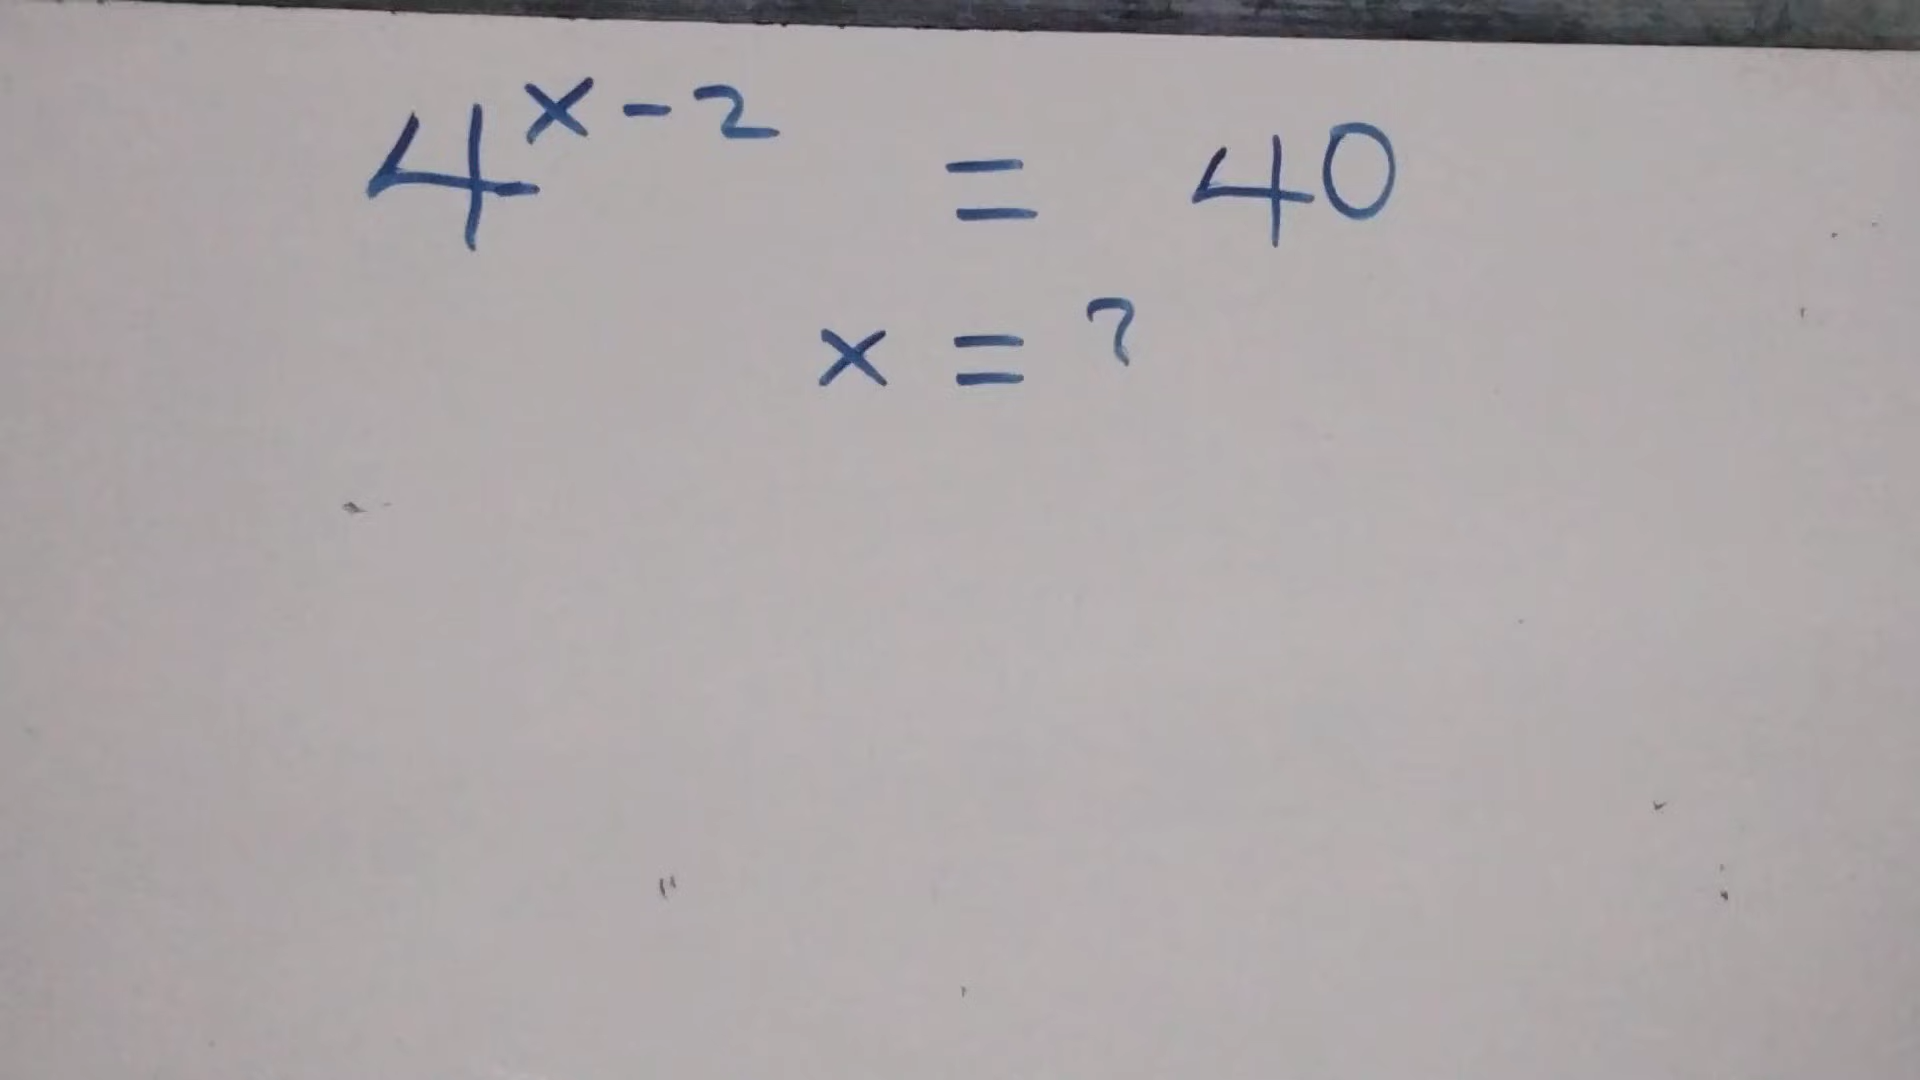 4^{x-2} = 40
x = ?